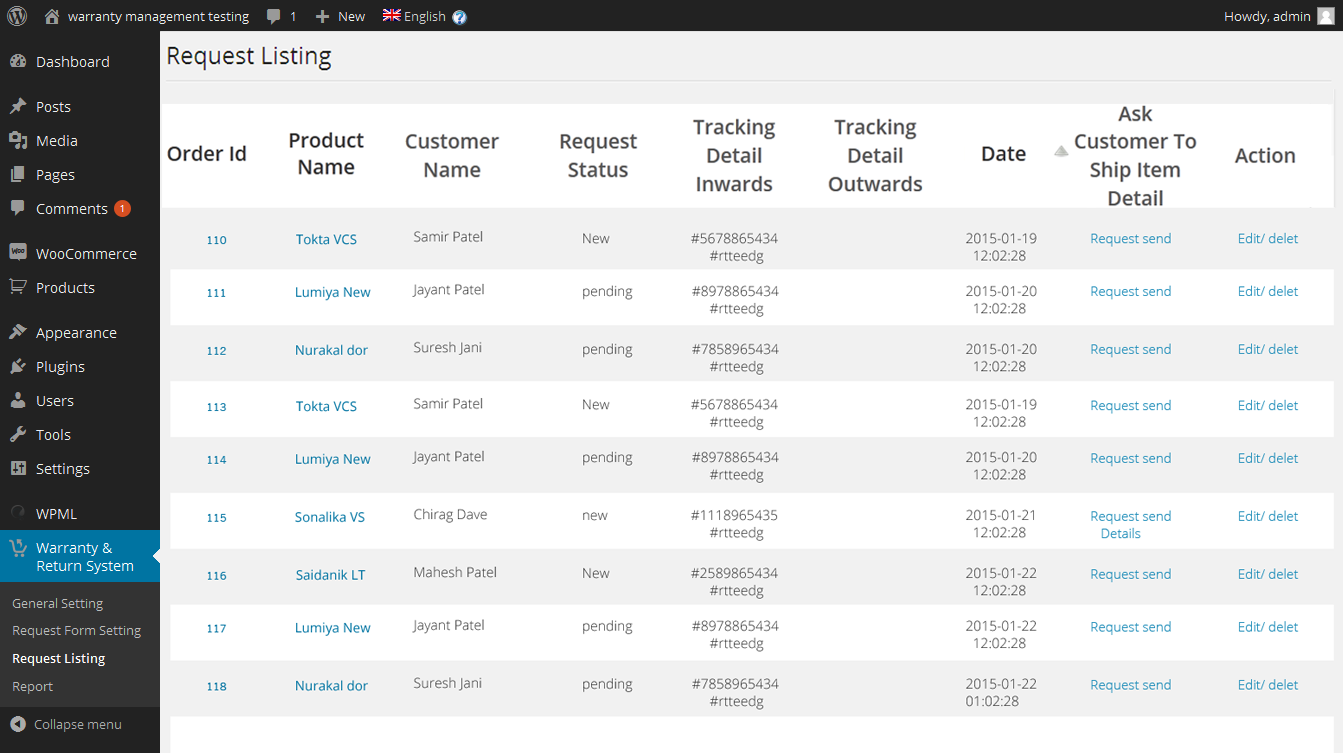 warranty management testing 1 New English ? Howdy, admin
Dashboard
Posts
Media
Pages
Comments 1
WooCommerce
Products
Appearance
Plugins
Users
Tools
Settings
WPML
Warranty &
Return System
General Setting
Request Form Setting
Request Listing
Report
Collapse menu
Request Listing
Order Id
Product
Name
Customer
Name
Request
Status
Tracking
Detail
Inwards
Tracking
Detail
Outwards
Date
Ask
Customer To
Ship Item
Detail
Action
110 Tokta VCS Samir Patel New #5678865434 2015-01-19 Request send Edit/ delet
#rtteedg 12:02:28
111 Lumiya New Jayant Patel pending #8978865434 2015-01-20 Request send Edit/ delet
#rtteedg 12:02:28
112 Nurakal dor Suresh Jani pending #7858965434 2015-01-20 Request send Edit/ delet
#rtteedg 12:02:28
113 Tokta VCS Samir Patel New #5678865434 2015-01-19 Request send Edit/ delet
#rtteedg 12:02:28
114 Lumiya New Jayant Patel pending #8978865434 2015-01-20 Request send Edit/ delet
#rtteedg 12:02:28
115 Sonalika VS Chirag Dave new #1118965435 2015-01-21 Request send Edit/ delet
#rtteedg 12:02:28 Details
116 Saidanik LT Mahesh Patel New #2589865434 2015-01-22 Request send Edit/ delet
#rtteedg 12:02:28
117 Lumiya New Jayant Patel pending #8978865434 2015-01-22 Request send Edit/ delet
#rtteedg 12:02:28
118 Nurakal dor Suresh Jani pending #7858965434 2015-01-22 Request send Edit/ delet
#rtteedg 01:02:28